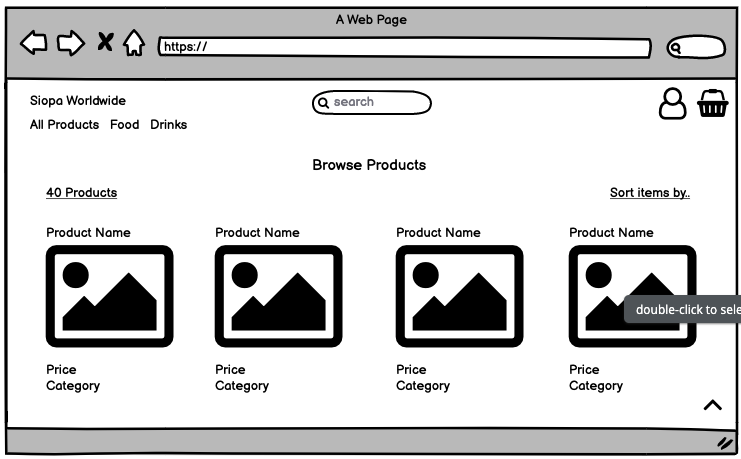 A Web Page
https://
Siopa Worldwide
search
All Products Food Drinks
Browse Products
40 Products
Sort items by..
Product Name Product Name Product Name Product Name
double-click to sele
Price Price Price Price
Category Category Category Category